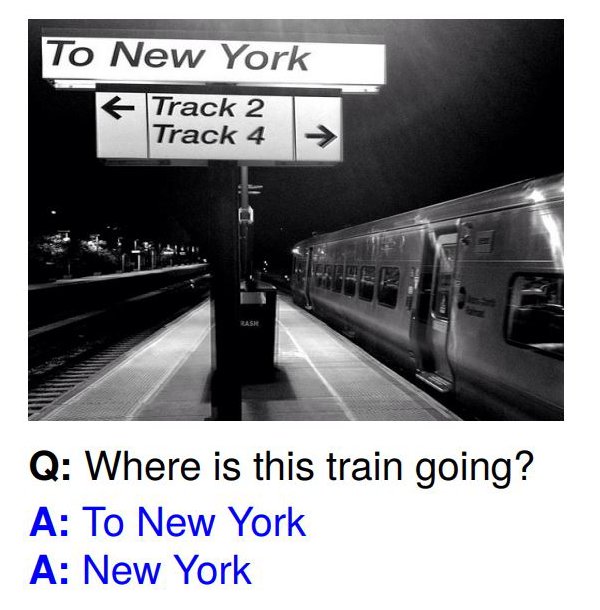 To New York
← Track 2
Track 4 →
RASH
Q: Where is this train going?
A: To New York
A: New York